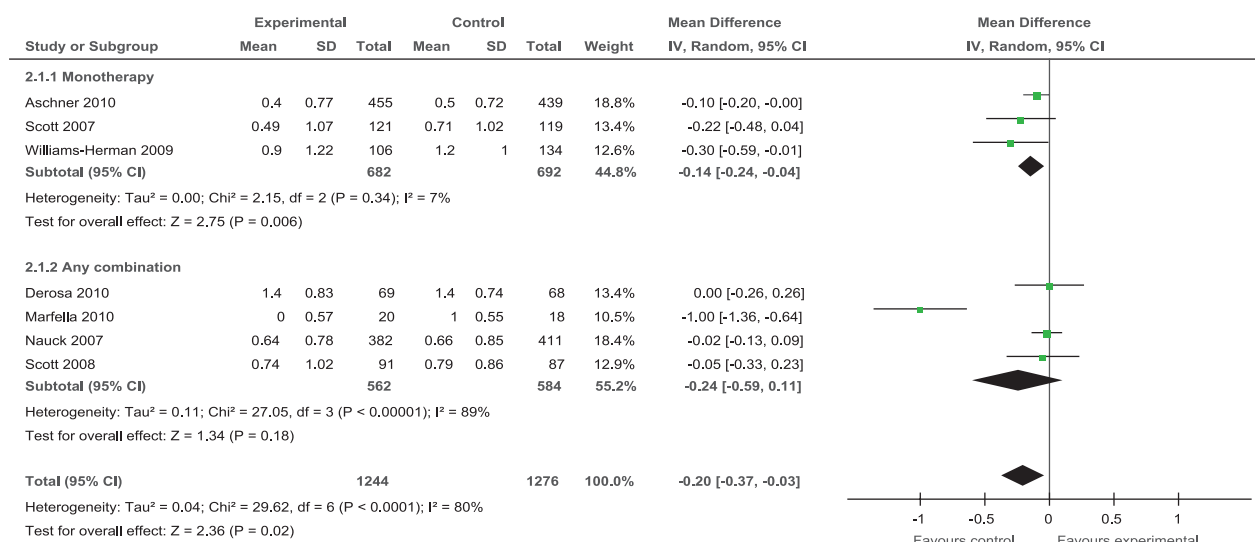 Experimental Control Mean Difference Mean Difference
Study or Subgroup Mean SD Total Mean SD Total Weight IV, Random, 95% CI IV, Random, 95% CI
2.1.1 Monotherapy
Aschner 2010 0.4 0.77 455 0.5 0.72 439 18.8% -0.10 [-0.20, -0.00]
Scott 2007 0.49 1.07 121 0.71 1.02 119 13.4% -0.22 [-0.48, 0.04]
Williams-Herman 2009 0.9 1.22 106 1.2 1 134 12.6% -0.30 [-0.59, -0.01]
Subtotal (95% CI) 682 692 44.8% -0.14 [-0.24, -0.04]
Heterogeneity: Tau² = 0.00; Chi² = 2.15, df = 2 (P = 0.34); I² = 7%
Test for overall effect: Z = 2.75 (P = 0.006)
2.1.2 Any combination
Derosa 2010 1.4 0.83 69 1.4 0.74 68 13.4% 0.00 [-0.26, 0.26]
Marfella 2010 0 0.57 20 1 0.55 18 10.5% -1.00 [-1.36, -0.64]
Nauck 2007 0.64 0.78 382 0.66 0.85 411 18.4% -0.02 [-0.13, 0.09]
Scott 2008 0.74 1.02 91 0.79 0.86 87 12.9% -0.05 [-0.33, 0.23]
Subtotal (95% CI) 562 584 55.2% -0.24 [-0.59, 0.11]
Heterogeneity: Tau² = 0.11; Chi² = 27.05, df = 3 (P < 0.00001); I² = 89%
Test for overall effect: Z = 1.34 (P = 0.18)
Total (95% CI) 1244 1276 100.0% -0.20 [-0.37, -0.03]
Heterogeneity: Tau² = 0.04; Chi² = 29.62, df = 6 (P < 0.0001); I² = 80%
Test for overall effect: Z = 2.36 (P = 0.02)
-1 -0.5 0 0.5 1
Favours control Favours experimental